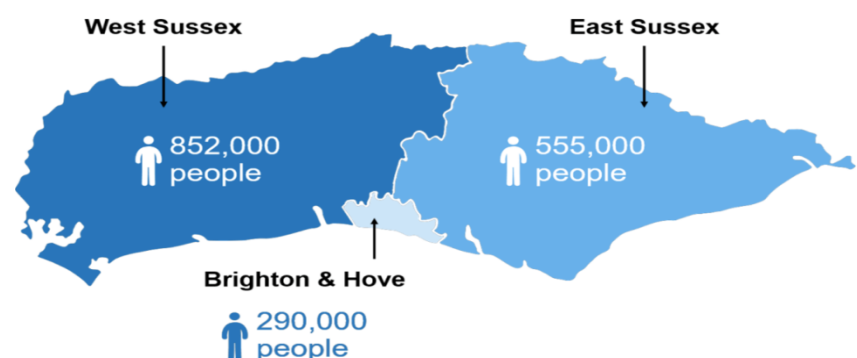 West Sussex
East Sussex
852,000
people
555,000
people
Brighton & Hove
290,000
people